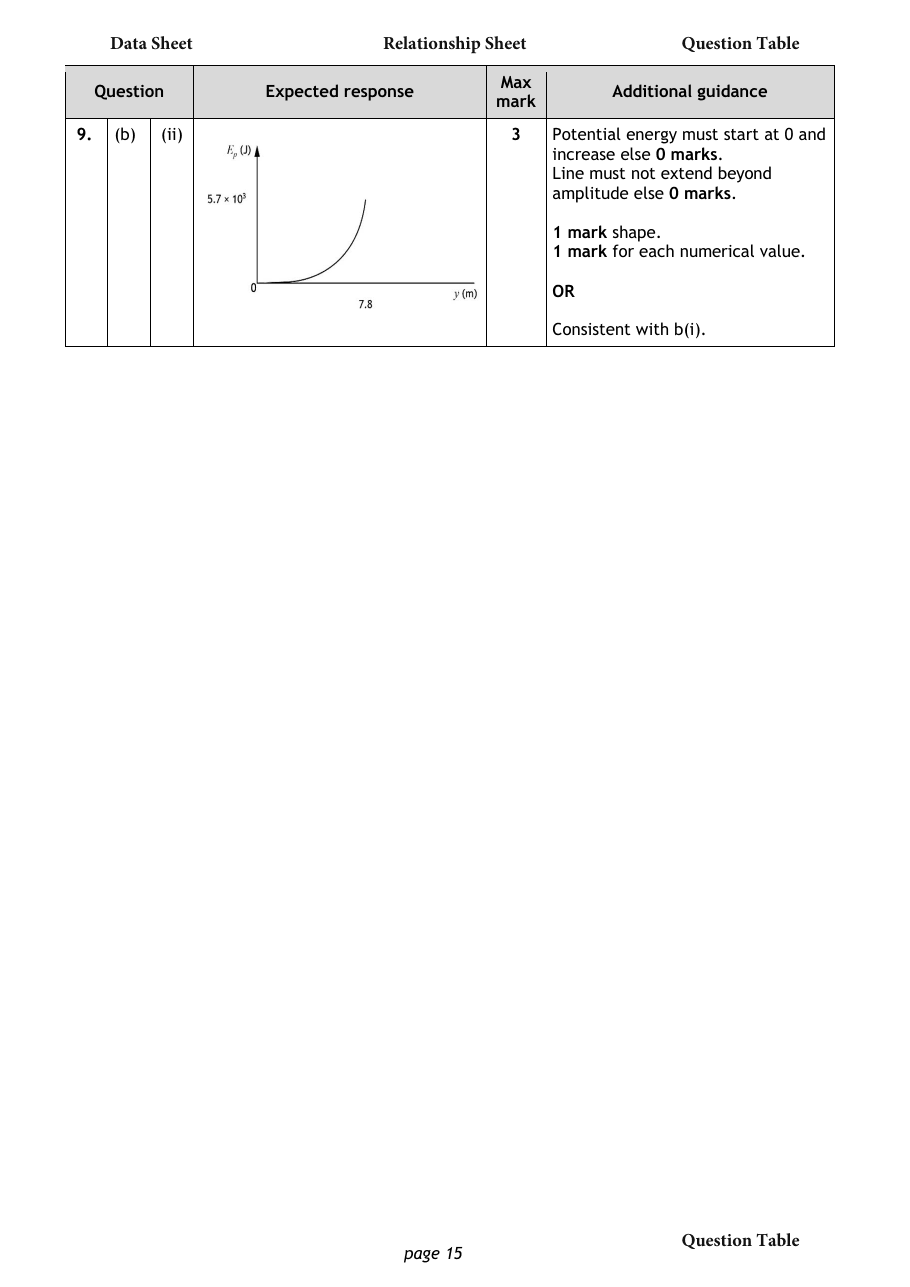 Data Sheet Relationship Sheet Question Table
Question Expected response Max mark Additional guidance
9. (b) (ii) 3 Potential energy must start at 0 and
increase else 0 marks.
Line must not extend beyond
amplitude else 0 marks.
1 mark shape.
1 mark for each numerical value.
OR
Consistent with b(i).
Eₚ (J)
5.7 × 10³
0
y (m)
7.8
page 15
Question Table